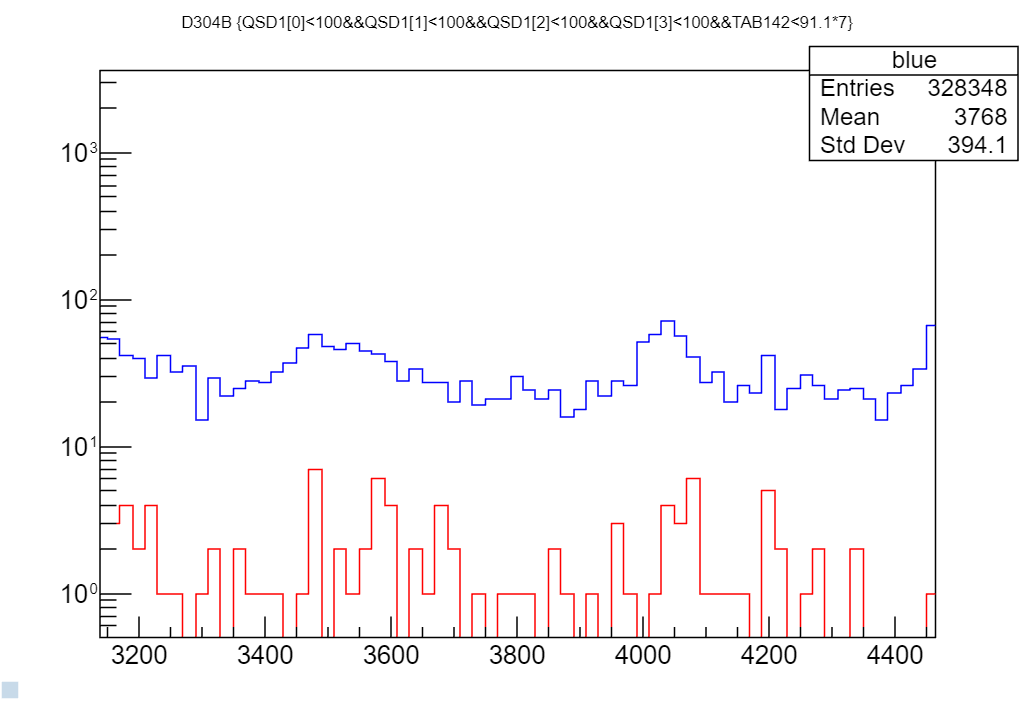 D304B {QSD1[0]<100&&QSD1[1]<100&&QSD1[2]<100&&QSD1[3]<100&&TAB142<91.1*7}
blue
Entries 328348
Mean 3768
Std Dev 394.1
10³
10²
10¹
10⁰
3200 3400 3600 3800 4000 4200 4400